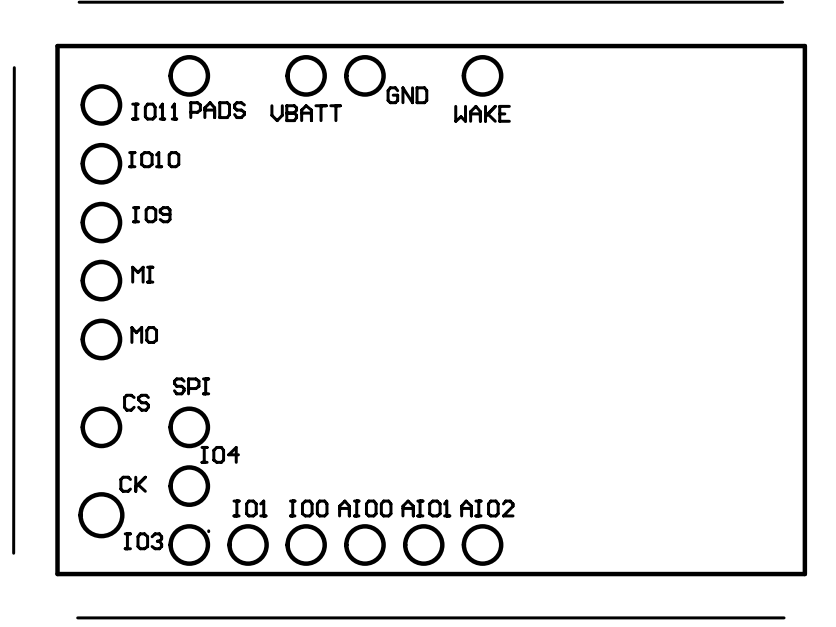 GND
IO11 PADS VBATT WAKE
IO10
IO9
MI
MO
SPI
CS
IO4
CK
IO1 IO0 AIO0 AIO1 AIO2
IO3